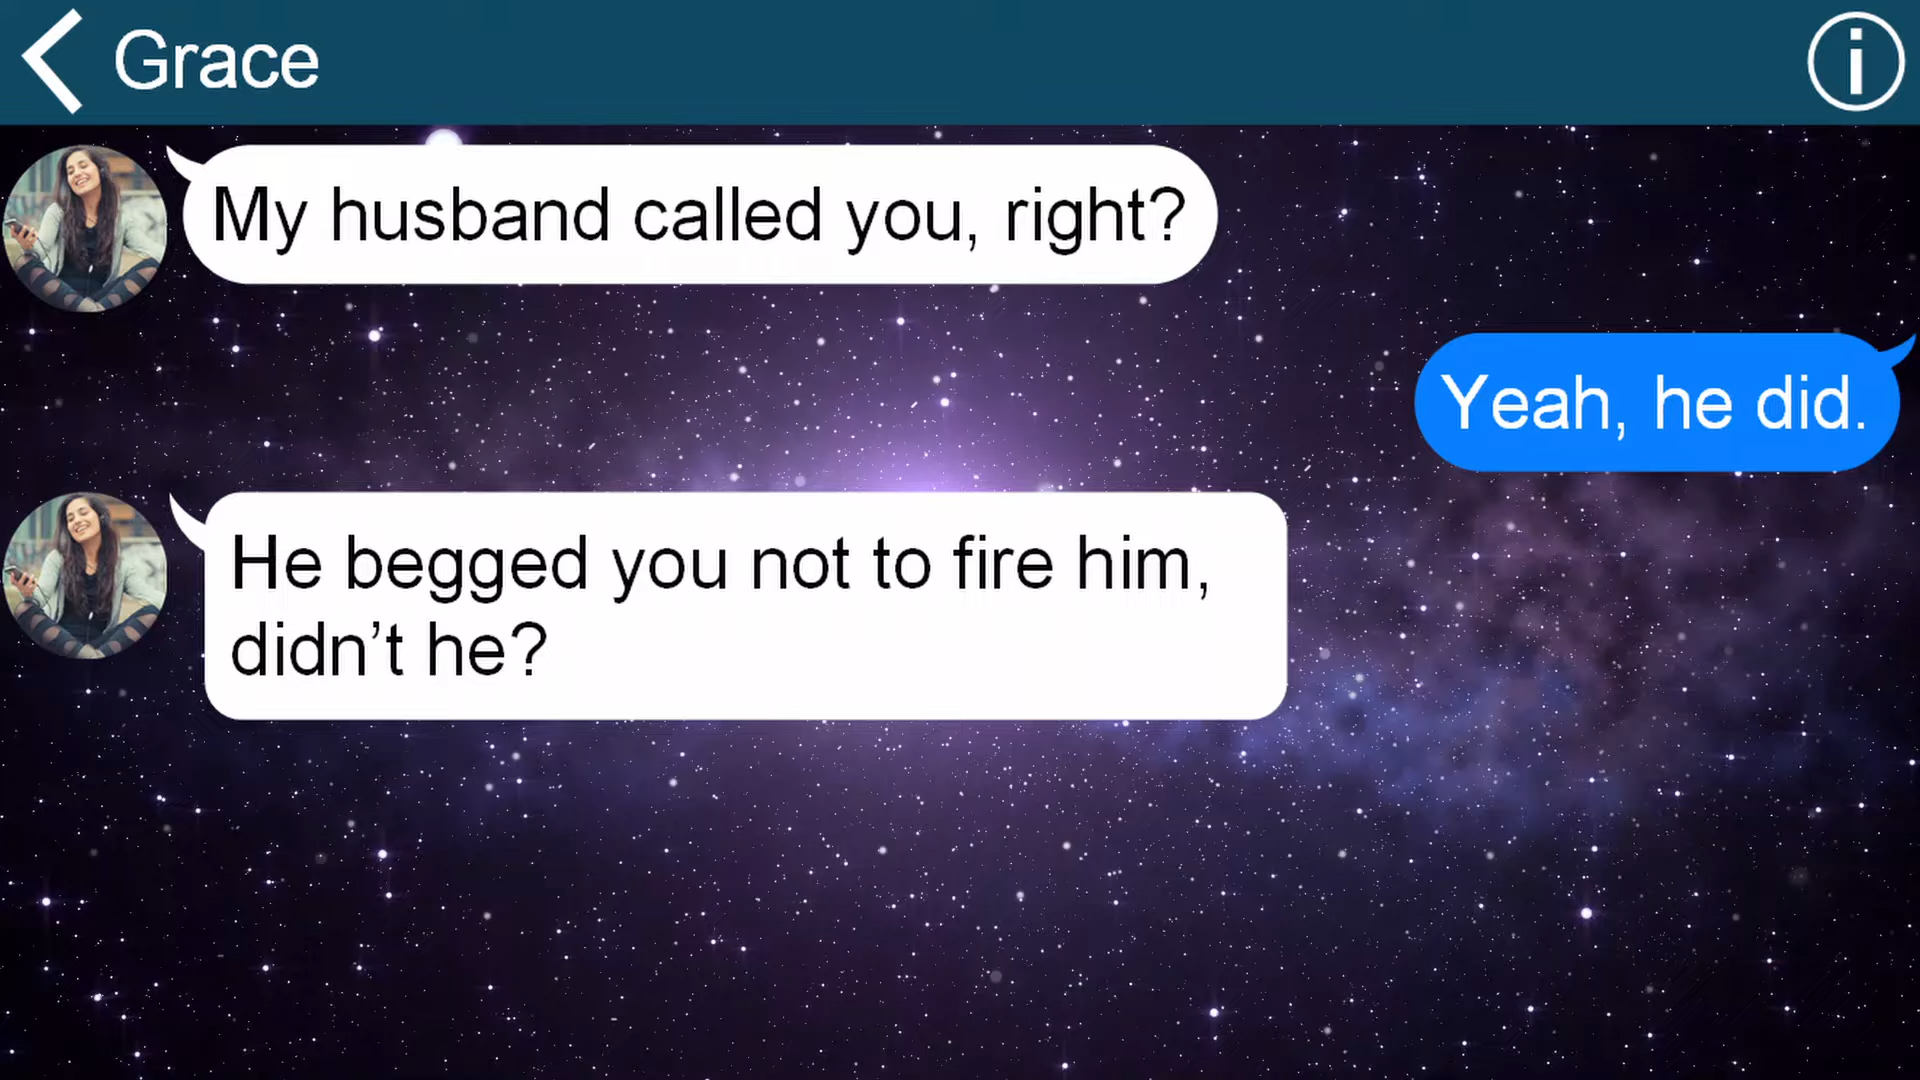 Grace
My husband called you, right?
Yeah, he did.
He begged you not to fire him,
didn’t he?